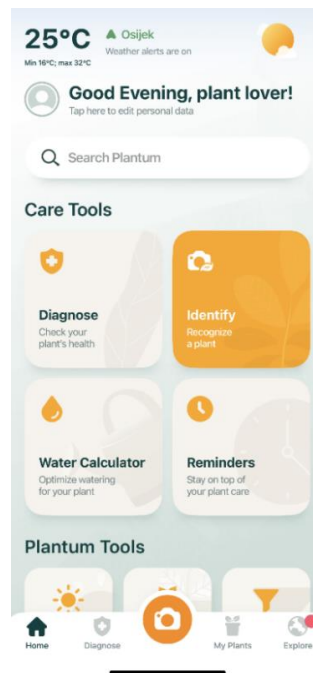 25°C
Osijek
Weather alerts are on
Min 16°C; max 32°C
Good Evening, plant lover!
Tap here to edit personal data
Search Plantum
Care Tools
Diagnose
Check your
plant's health
Identify
Recognize
a plant
Water Calculator
Optimize watering
for your plant
Reminders
Stay on top of
your plant care
Plantum Tools
Home
Diagnose
My Plants
Explore